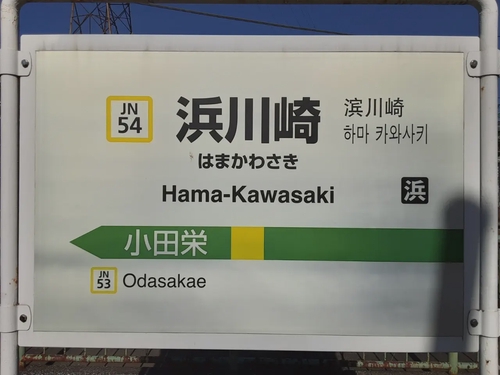 JN
54
浜川崎
はまかわさき
Hama-Kawasaki
滨川崎
하마 카와사키
浜
小田栄
JN
53
Odasakae